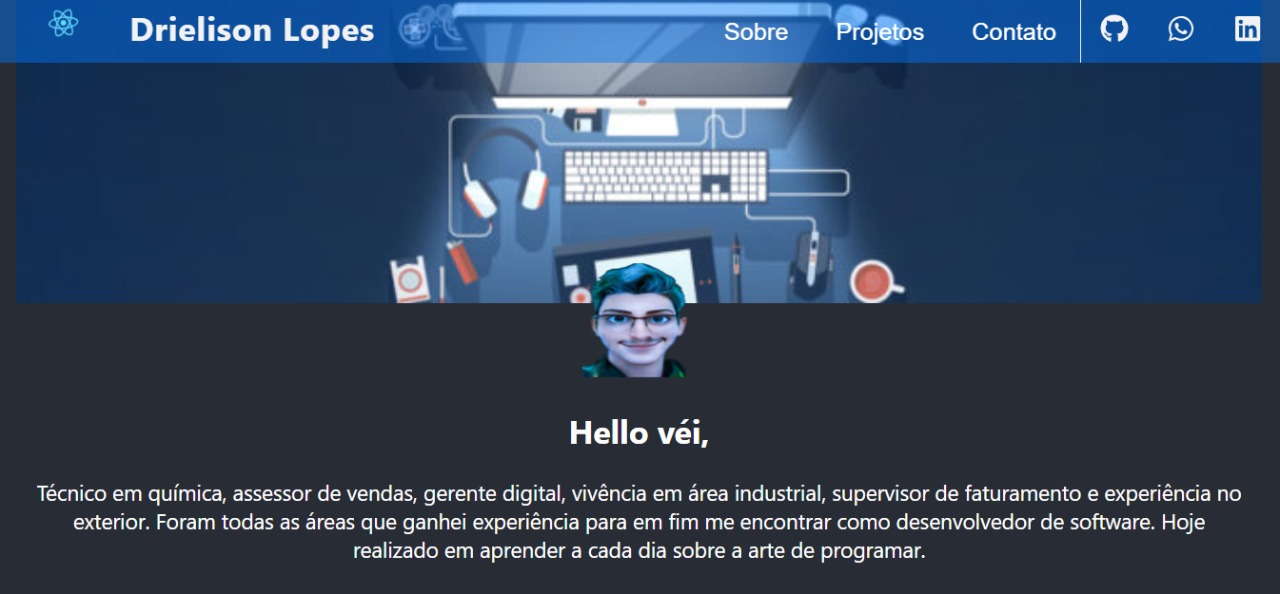 Drielison Lopes
Sobre
Projetos
Contato
Hello véi,
Técnico em química, assessor de vendas, gerente digital, vivência em área industrial, supervisor de faturamento e experiência no
exterior. Foram todas as áreas que ganhei experiência para em fim me encontrar como desenvolvedor de software. Hoje
realizado em aprender a cada dia sobre a arte de programar.